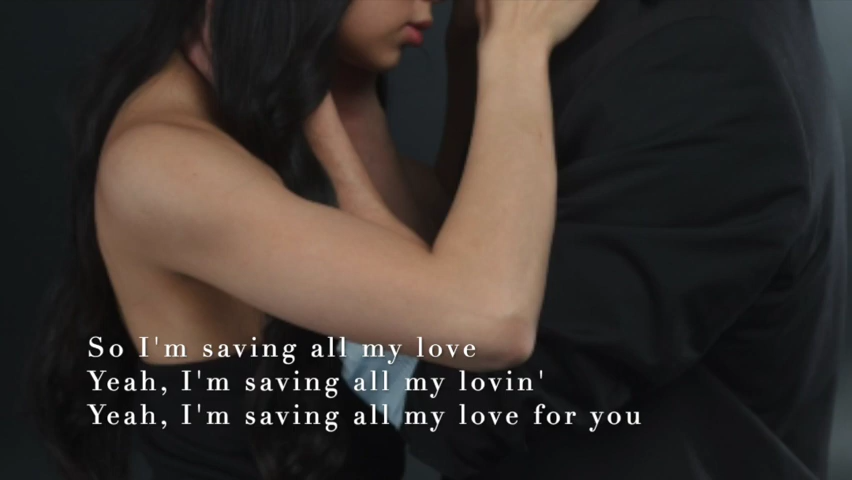 So I'm saving all my love
Yeah, I'm saving all my lovin'
Yeah, I'm saving all my love for you